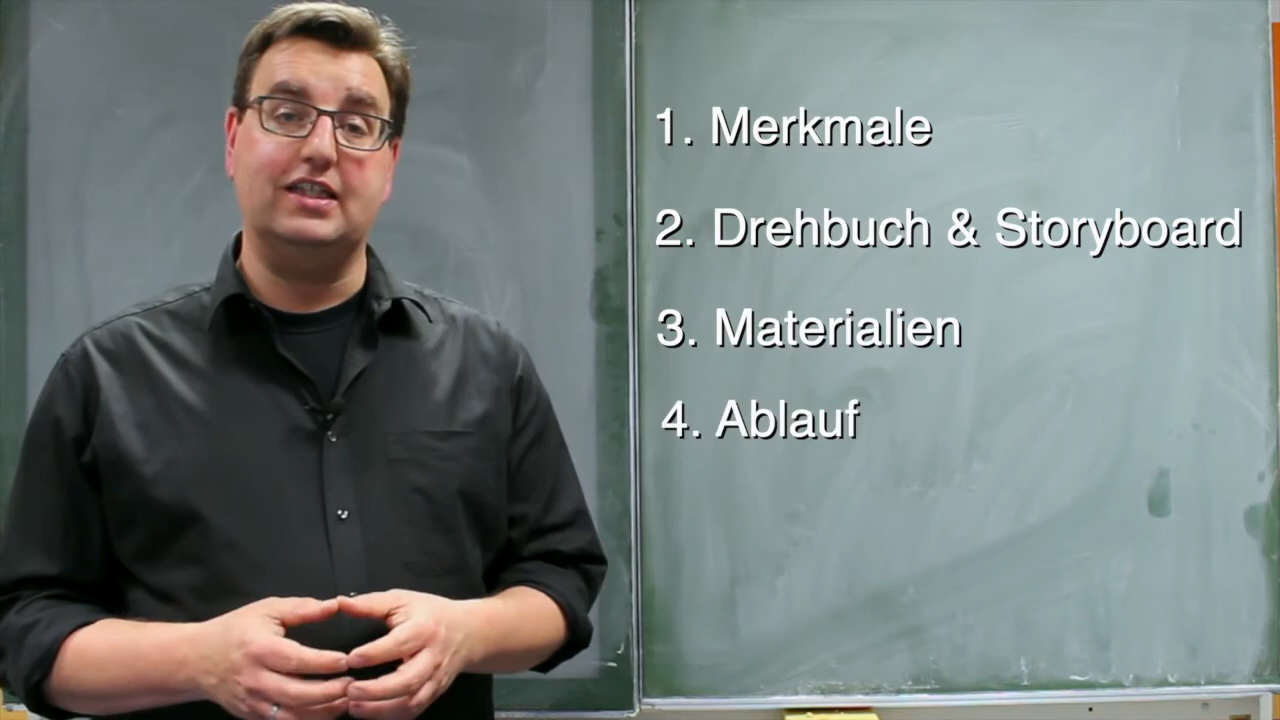 1. Merkmale
2. Drehbuch & Storyboard
3. Materialien
4. Ablauf